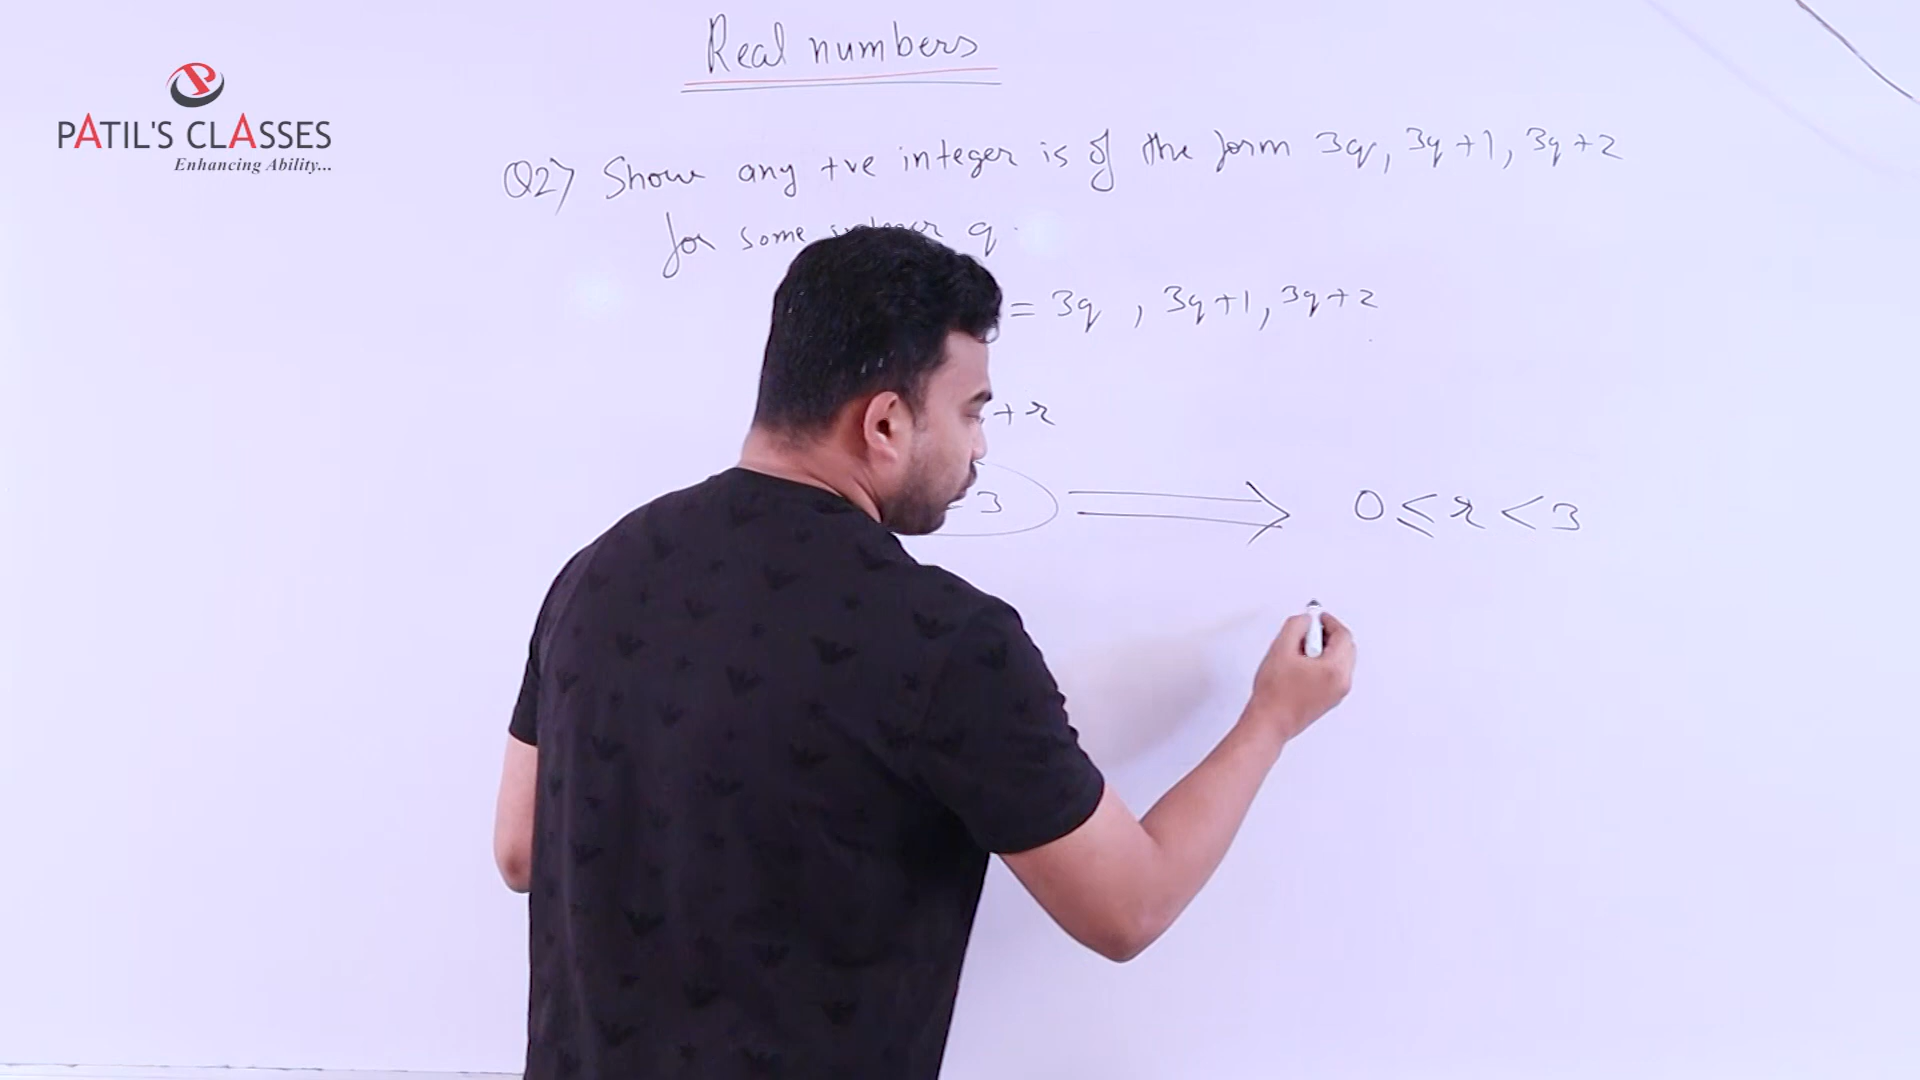 Real numbers
PATIL'S CLASSES
Enhancing Ability...
Q2) Show any +ve integer is of the form 3q, 3q+1, 3q+2
for some q.
= 3q , 3q+1, 3q+2
+ r
3 0 ≤ r < 3